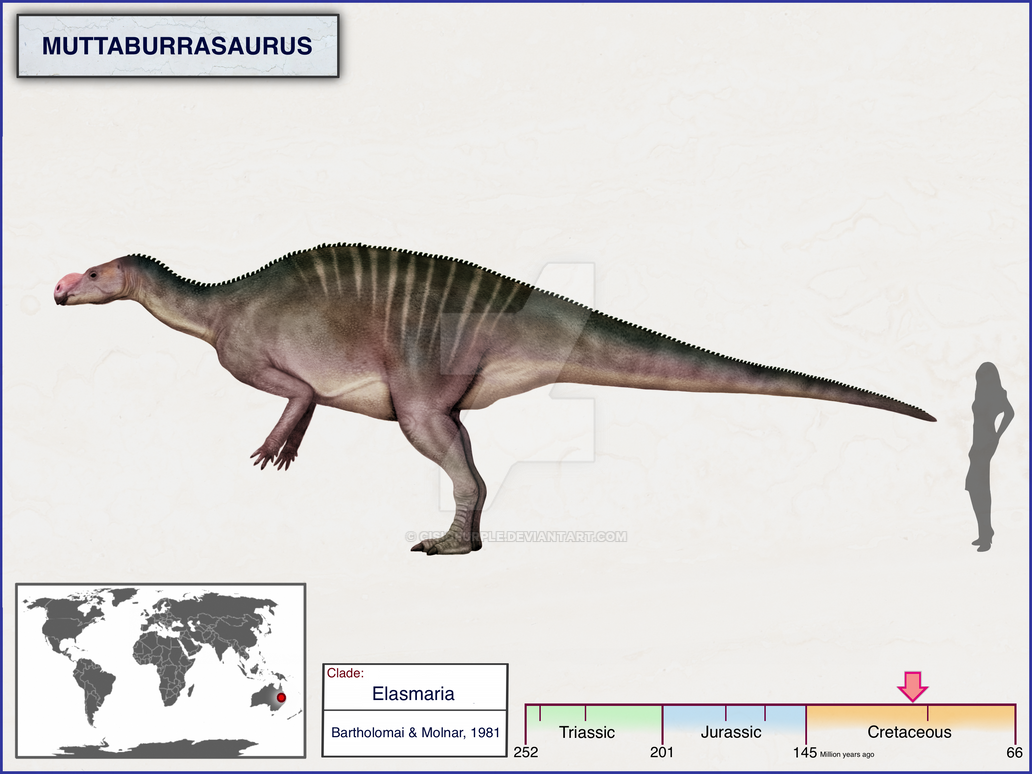 MUTTABURRASAURUS
Clade:
Elasmaria
Bartholomai & Molnar, 1981
Triassic
Jurassic
Cretaceous
252
201
145 Million years ago
66